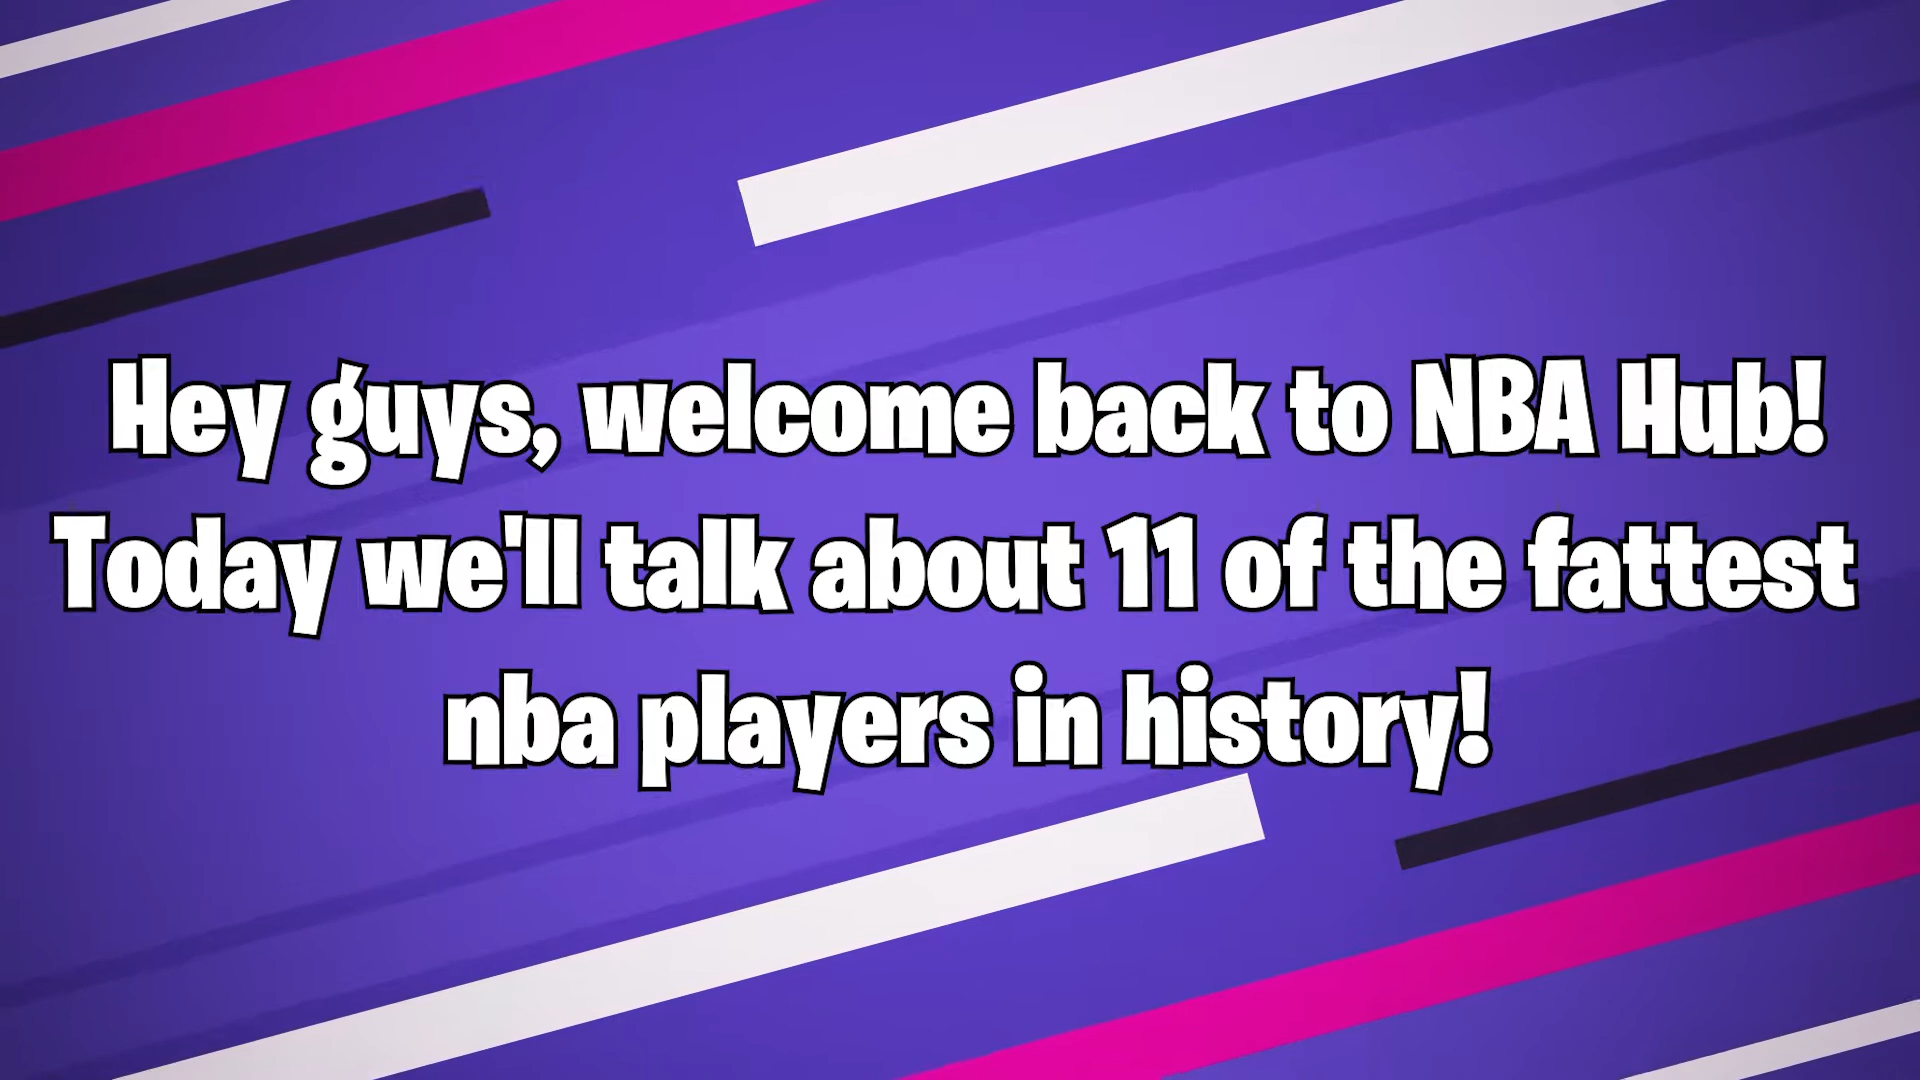 Hey guys, welcome back to NBA Hub!
Today we'll talk about 11 of the fattest
nba players in history!